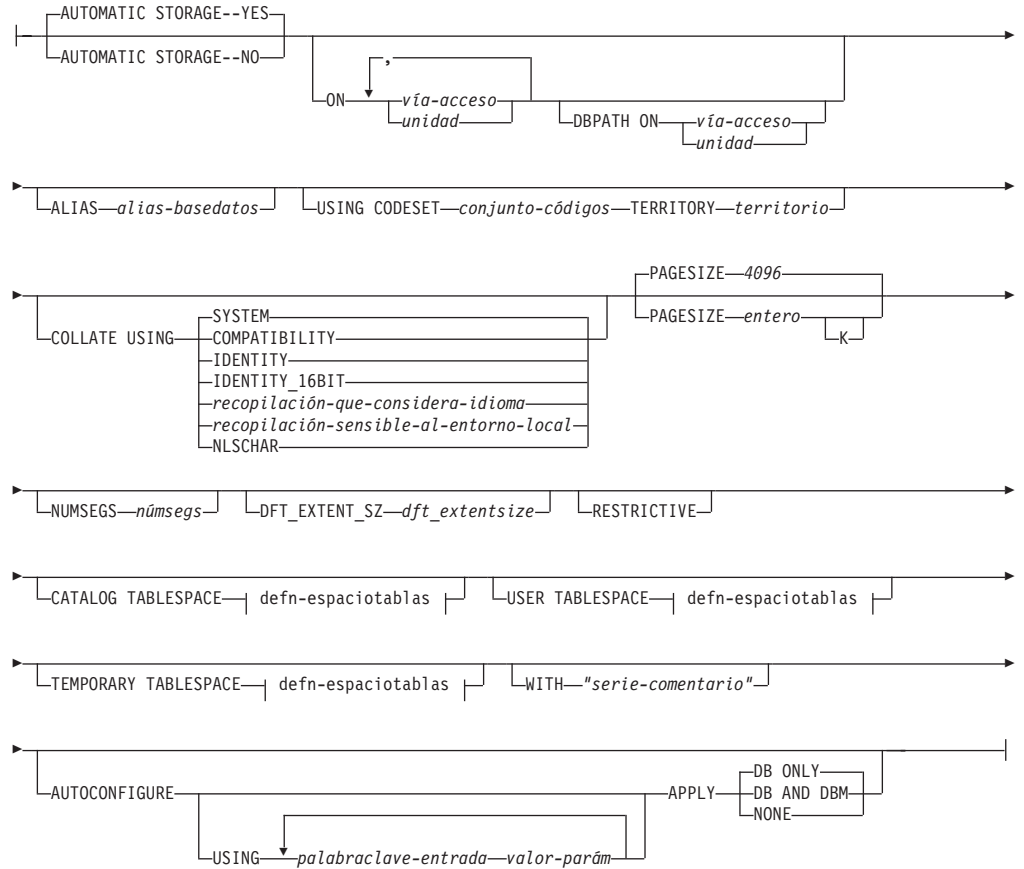 AUTOMATIC STORAGE--YES
AUTOMATIC STORAGE--NO
,
ON vía-acceso
unidad
DBPATH ON vía-acceso
unidad
ALIAS alias-basedatos USING CODESET conjunto-códigos TERRITORY territorio
PAGESIZE 4096
SYSTEM PAGESIZE entero
COLLATE USING COMPATIBILITY K
IDENTITY
IDENTITY_16BIT
recopilación-que-considera-idioma
recopilación-sensible-al-entorno-local
NLSCHAR
NUMSEGS númsegs DFT_EXTENT_SZ dft_extentsize RESTRICTIVE
CATALOG TABLESPACE defn-espaciotablas USER TABLESPACE defn-espaciotablas
TEMPORARY TABLESPACE defn-espaciotablas WITH "serie-comentario"
DB ONLY
AUTOCONFIGURE APPLY DB AND DBM
NONE
USING palabraclave-entrada valor-parám